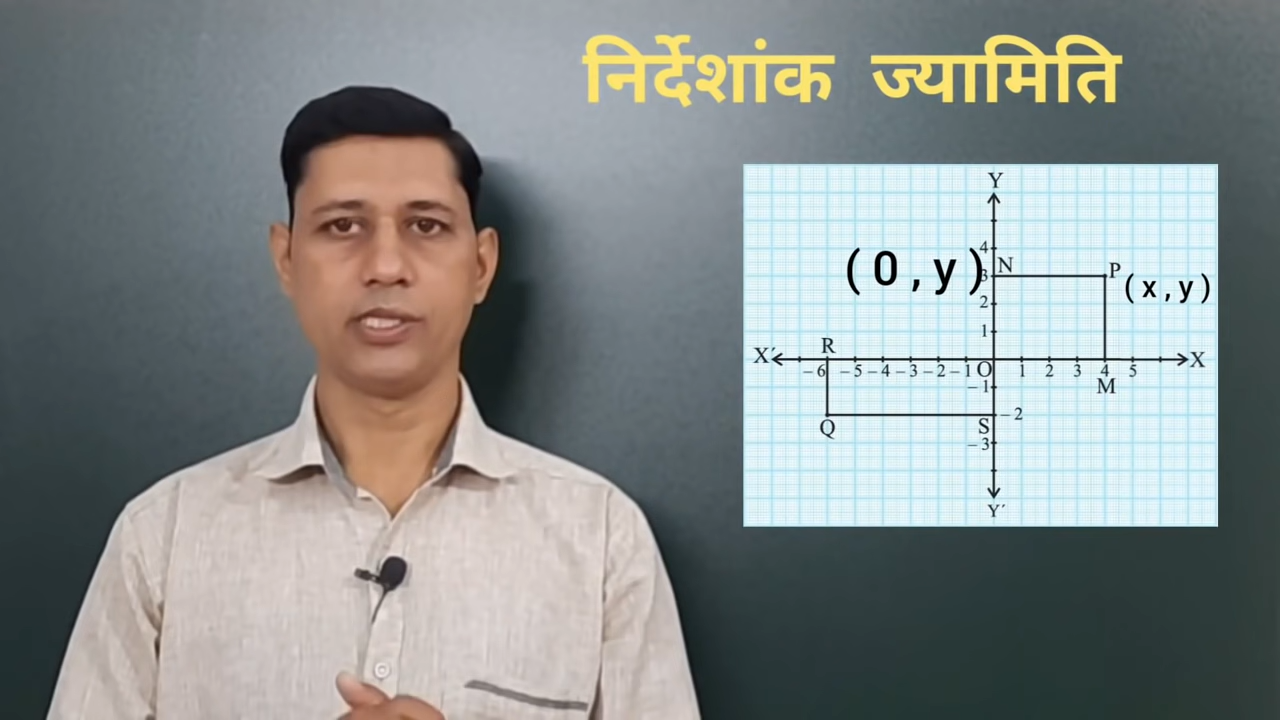 निर्देशांक ज्यामिति
Y
4
(0,y) 3 N P (x,y)
2
1
X′ R X
-6 -5 -4 -3 -2 -1 O 1 2 3 4 5
-1 M
Q S -2
-3
Y′